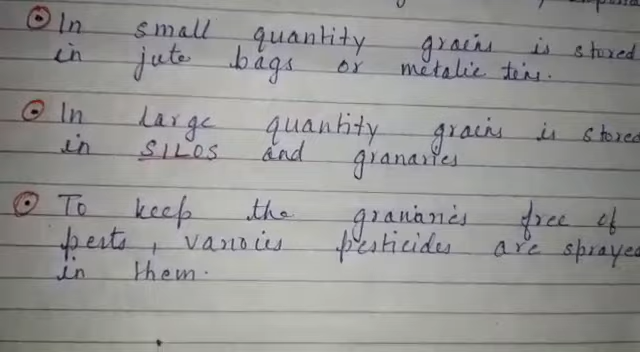 In small quantity grains is stored
in jute bags or metalic tins.
In large quantity grains is stored
in SILOS and granaries
To keep the granaries free of
pests, varioies pesticides are sprayed
in them.